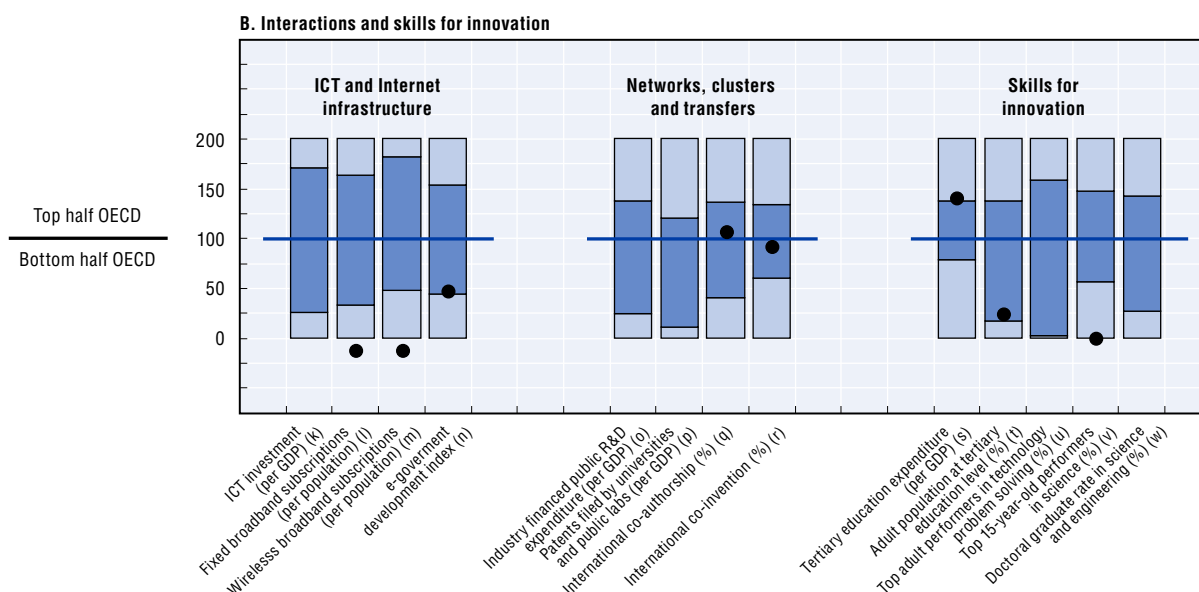 B. Interactions and skills for innovation
ICT and Internet
infrastructure
Networks, clusters
and transfers
Skills for
innovation
200
150
100
50
0
Top half OECD
Bottom half OECD
ICT investment
(per GDP) (k)
Fixed broadband subscriptions
(per population) (l)
Wirelesss broadband subscriptions
(per population) (m)
e-goverment
development index (n)
Industry financed public R&D
expenditure (per GDP) (o)
Patents filed by universities
and public labs (per GDP) (p)
International co-authorship (%) (q)
International co-invention (%) (r)
Tertiary education expenditure
(per GDP) (s)
Adult population at tertiary
education level (%) (t)
Top adult performers in technology
problem solving (%) (u)
Top 15-year-old performers
in science (%) (v)
Doctoral graduate rate in science
and engineering (%) (w)